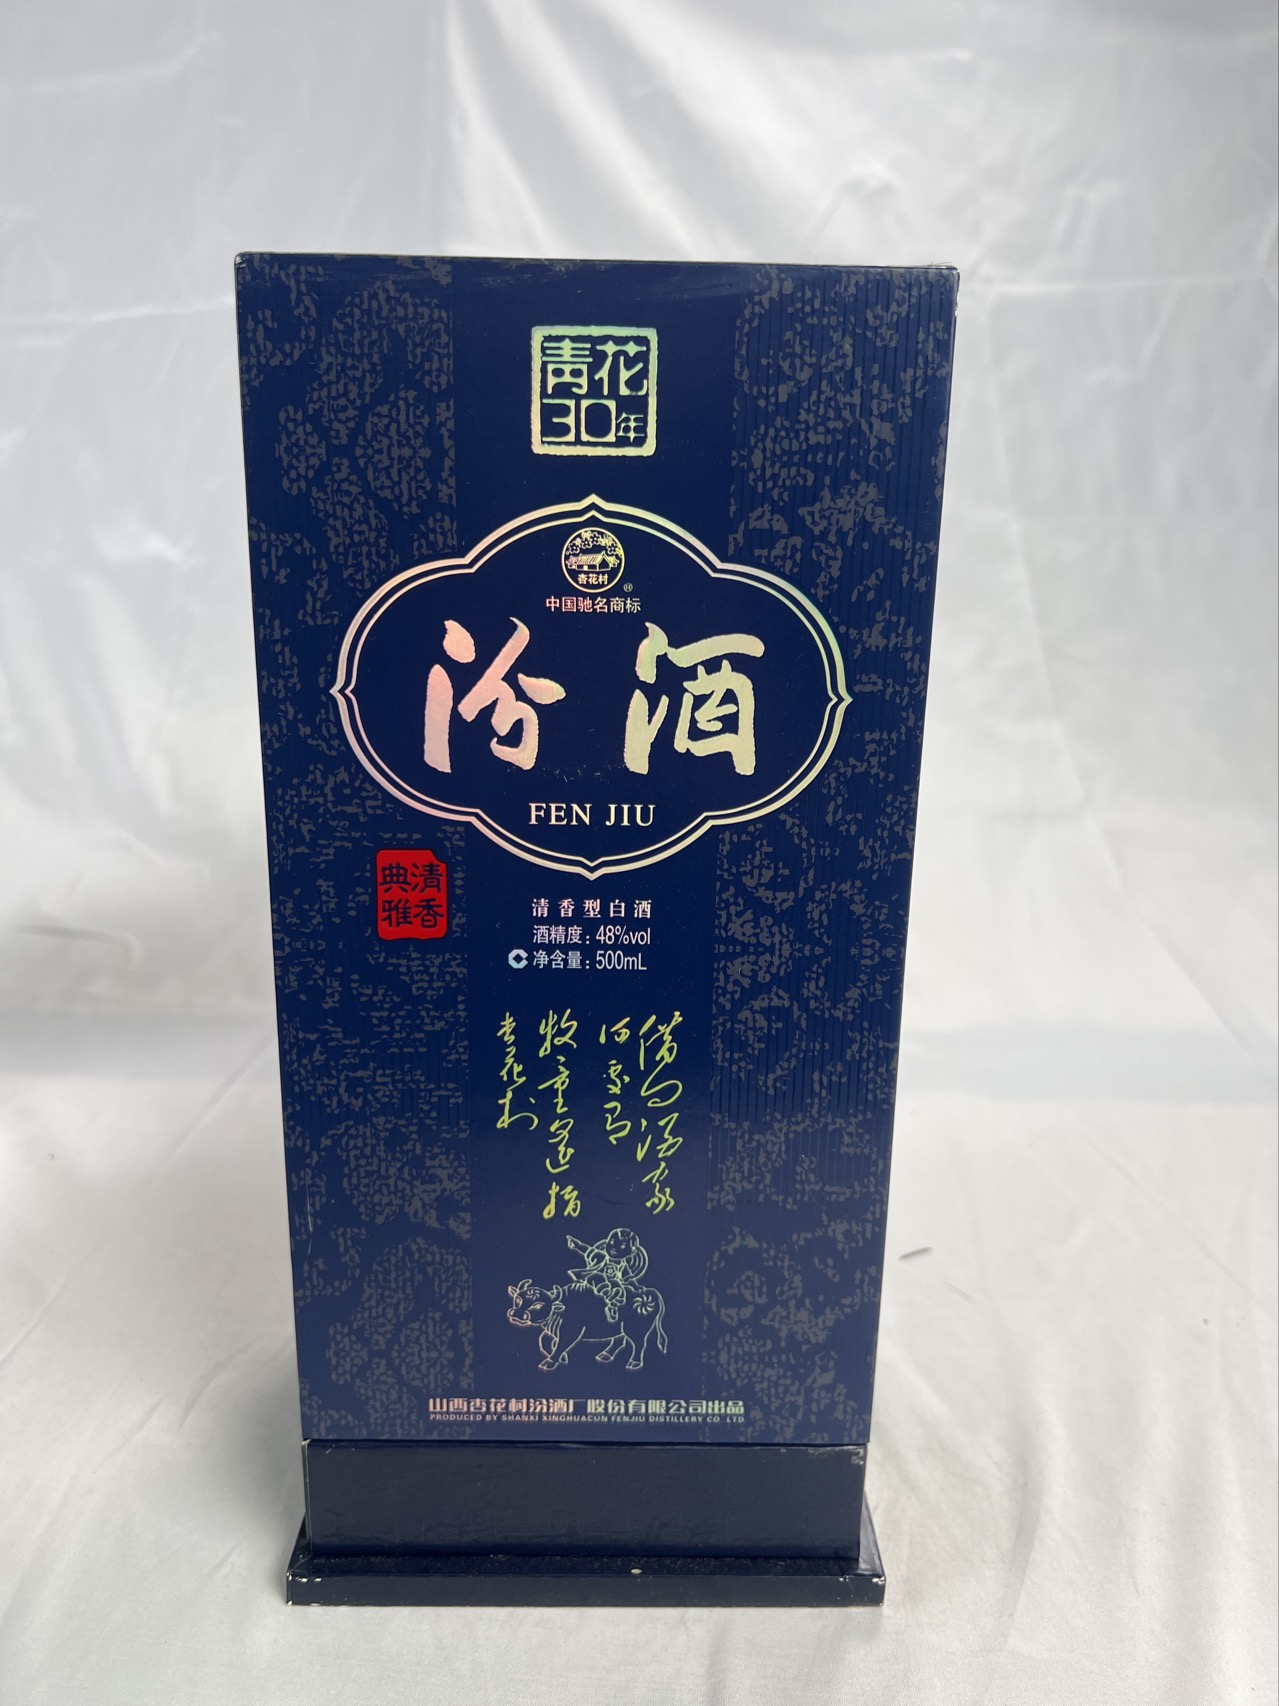 青花
30年
杏花村
®
中国驰名商标
汾酒
FEN JIU
清香
典雅
清香型白酒
酒精度：48%vol
净含量：500mL
借问酒家
何处有
牧童遥指
杏花村
山西杏花村汾酒厂股份有限公司出品
PRODUCED BY SHANXI XINGHUACUN FENJIU DISTILLERY CO LTD